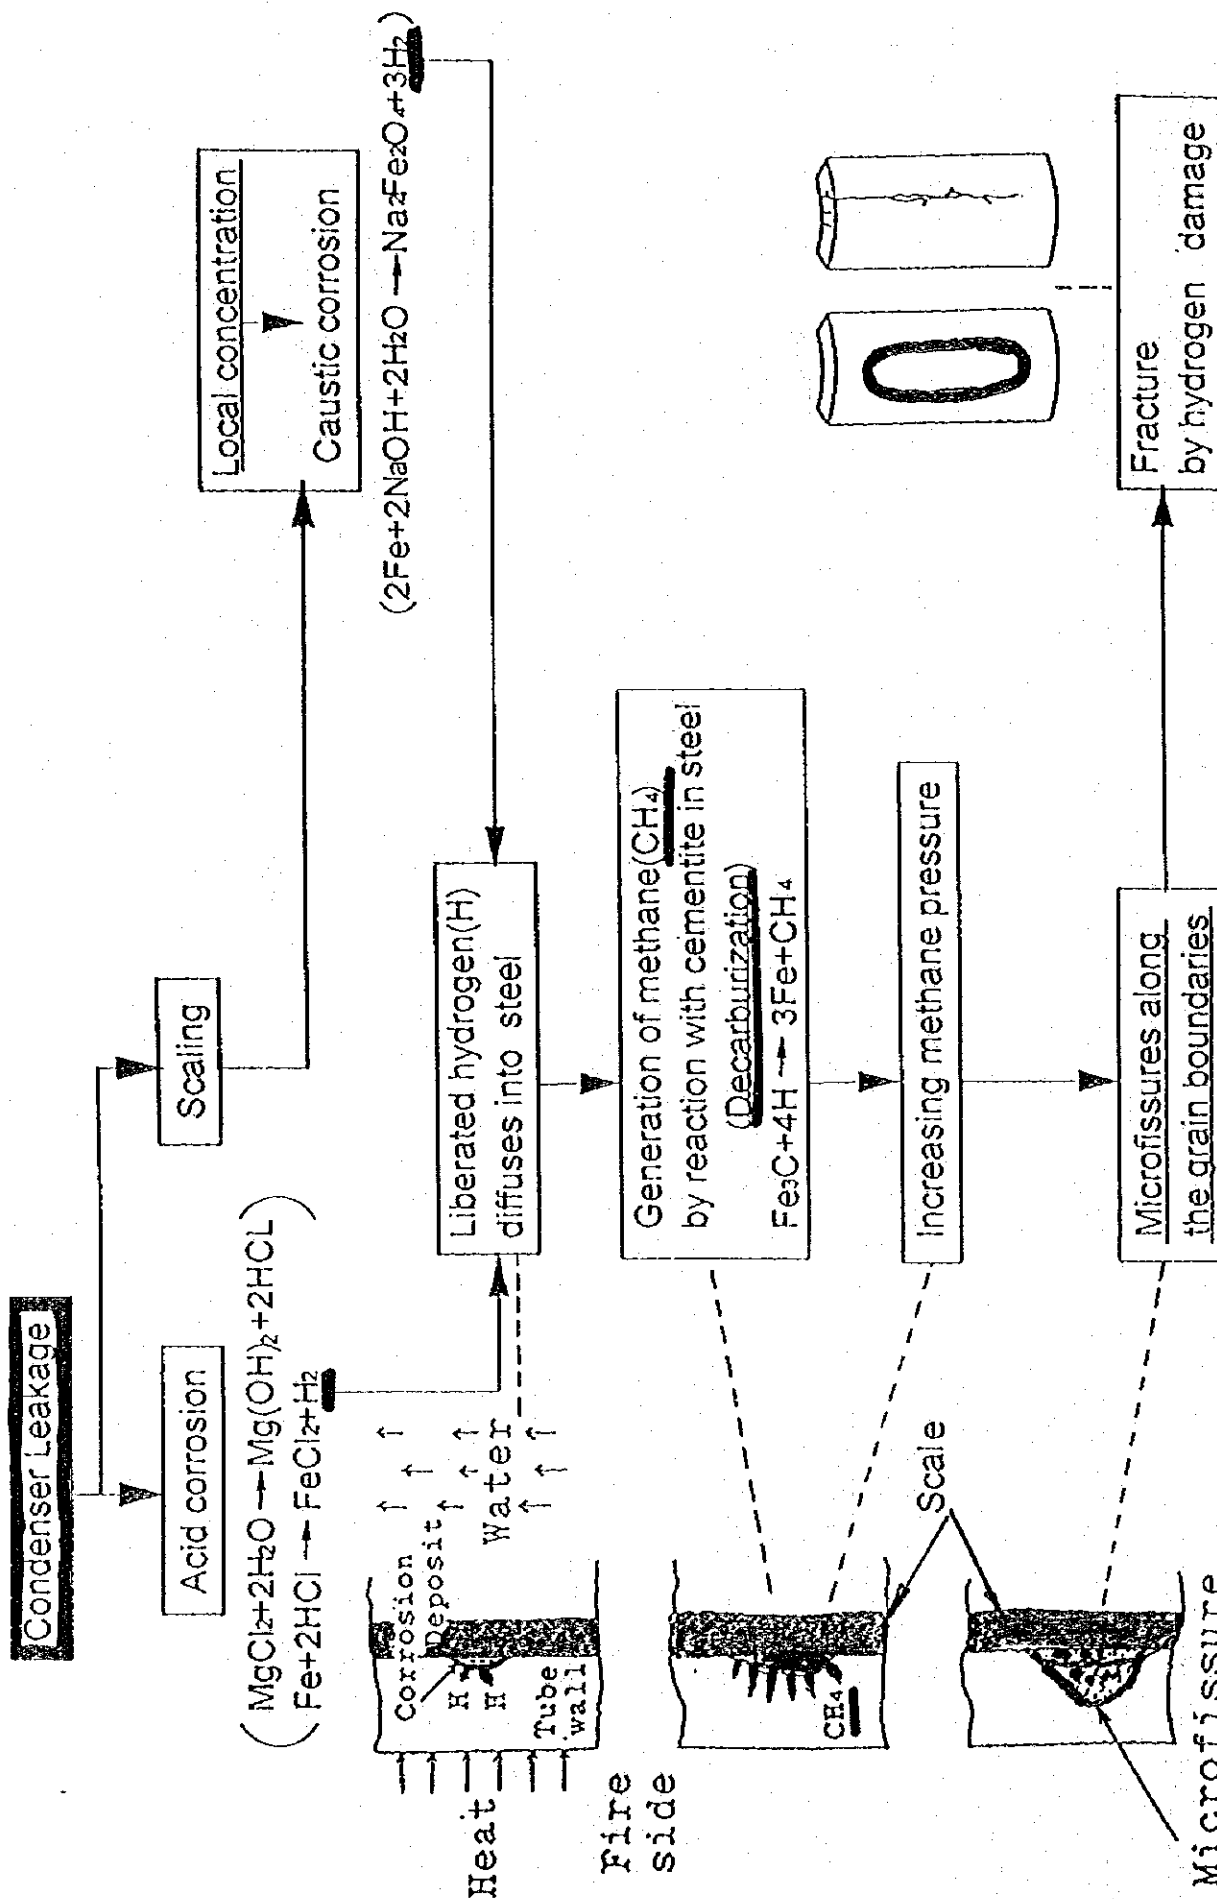 Condenser Leakage
Acid corrosion
Scaling
Local concentration
Caustic corrosion
(MgCl₂+2H₂O→Mg(OH)₂+2HCL
Fe+2HCl→FeCl₂+H₂)
(2Fe+2NaOH+2H₂O→Na₂Fe₂O₄+3H₂)
Liberated hydrogen(H)
diffuses into steel
Corrosion
Deposit
H
H
Tube
wall
Water
Heat
Fire
side
Generation of methane(CH₄)
by reaction with cementite in steel
(Decarburization)
Fe₃C+4H→3Fe+CH₄
CH₄
Increasing methane pressure
Scale
Microfissures along
the grain boundaries
Fracture
by hydrogen damage
Microfissure